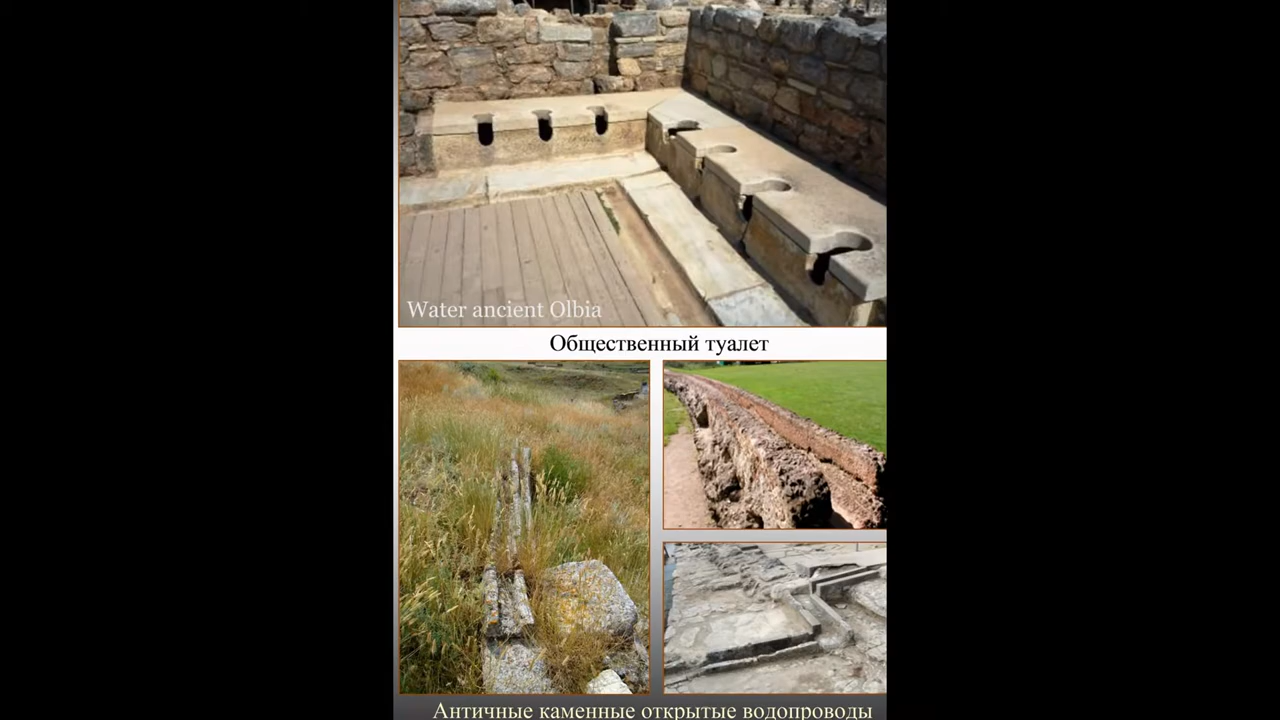 Water ancient Olbia
Общественный туалет
Античные каменные открытые водопроводы